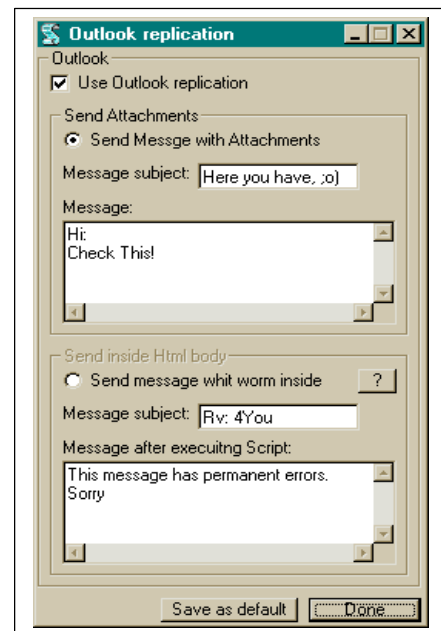 Outlook replication
Outlook
Use Outlook replication
Send Attachments
Send Messge with Attachments
Message subject: Here you have, ;o)
Message:
Hi:
Check This!
Send inside Html body
Send message whit worm inside ?
Message subject: Rv: 4You
Message after execuitng Script:
This message has permanent errors.
Sorry
Save as default Done